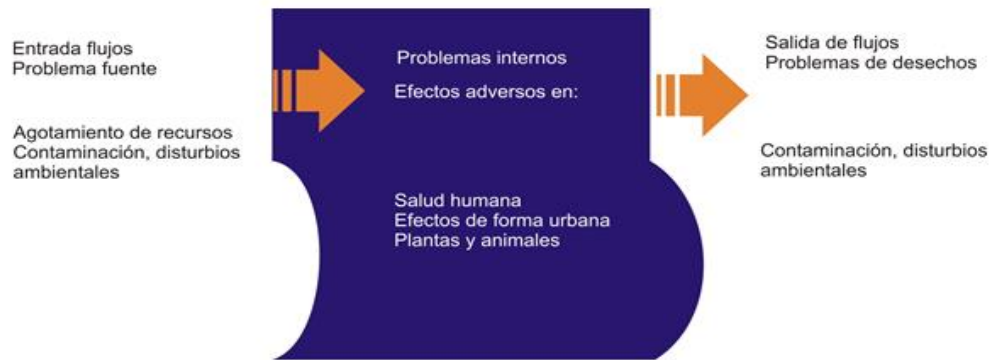 Entrada flujos
Problema fuente
Agotamiento de recursos
Contaminación, disturbios
ambientales
Problemas internos
Efectos adversos en:
Salud humana
Efectos de forma urbana
Plantas y animales
Salida de flujos
Problemas de desechos
Contaminación, disturbios
ambientales